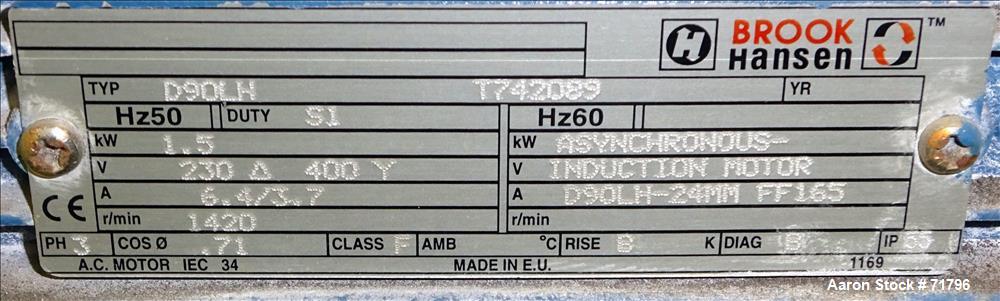 H BROOK Hansen ™
TYP D90LH T742089 YR
Hz50 DUTY S1 Hz60
kW 1.5 kW ASYNCHRONOUS-
V 230 Δ 400 Y V INDUCTION MOTOR
A 6.4/3.7 A D90LH-24MM FF165
CE r/min 1420 r/min
PH 3 COS Ø .71 CLASS F AMB °C RISE B K DIAG B IP 55
A.C. MOTOR IEC 34 MADE IN E.U. 1169
Aaron Stock # 71796